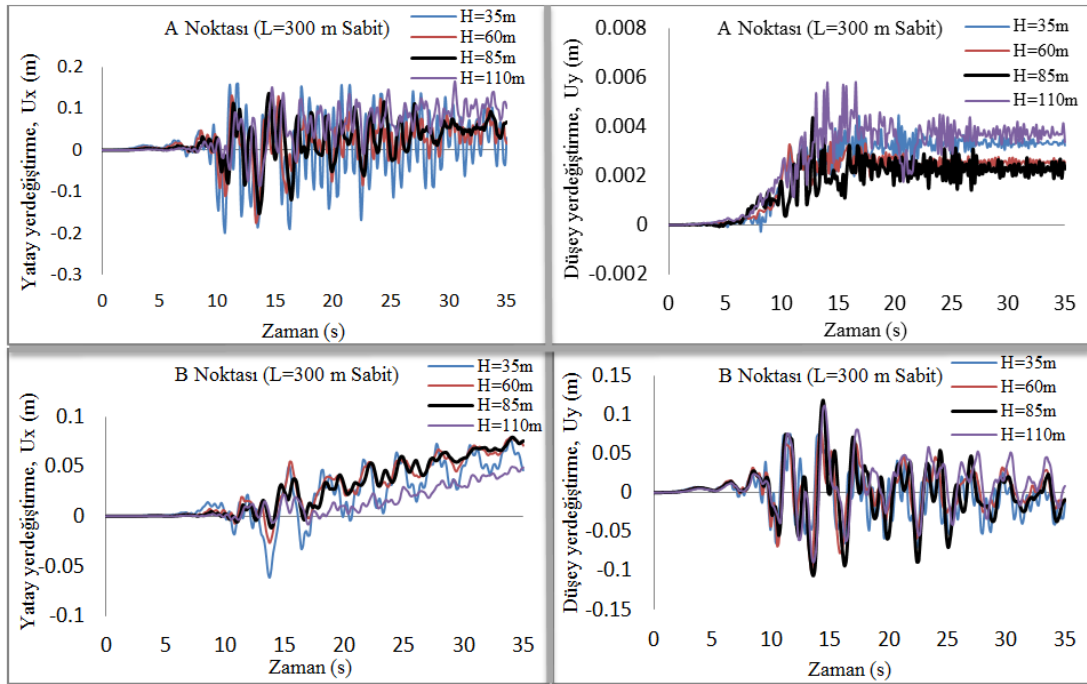 A Noktası (L=300 m Sabit)
H=35m
H=60m
H=85m
H=110m
Yatay yerdeğiştirme, Ux (m)
0.2
0.1
0
-0.1
-0.2
-0.3
0 5 10 15 20 25 30 35
Zaman (s)
A Noktası (L=300 m Sabit)
H=35m
H=60m
H=85m
H=110m
Düşey yerdeğiştirme, Uy (m)
0.008
0.006
0.004
0.002
0
-0.002
0 5 10 15 20 25 30 35
Zaman (s)
B Noktası (L=300 m Sabit)
H=35m
H=60m
H=85m
H=110m
Yatay yerdeğiştirme, Ux (m)
0.1
0.05
0
-0.05
-0.1
0 5 10 15 20 25 30 35
Zaman (s)
B Noktası (L=300 m Sabit)
H=35m
H=60m
H=85m
H=110m
Düşey yerdeğiştirme, Uy (m)
0.15
0.1
0.05
0
-0.05
-0.1
-0.15
0 5 10 15 20 25 30 35
Zaman (s)